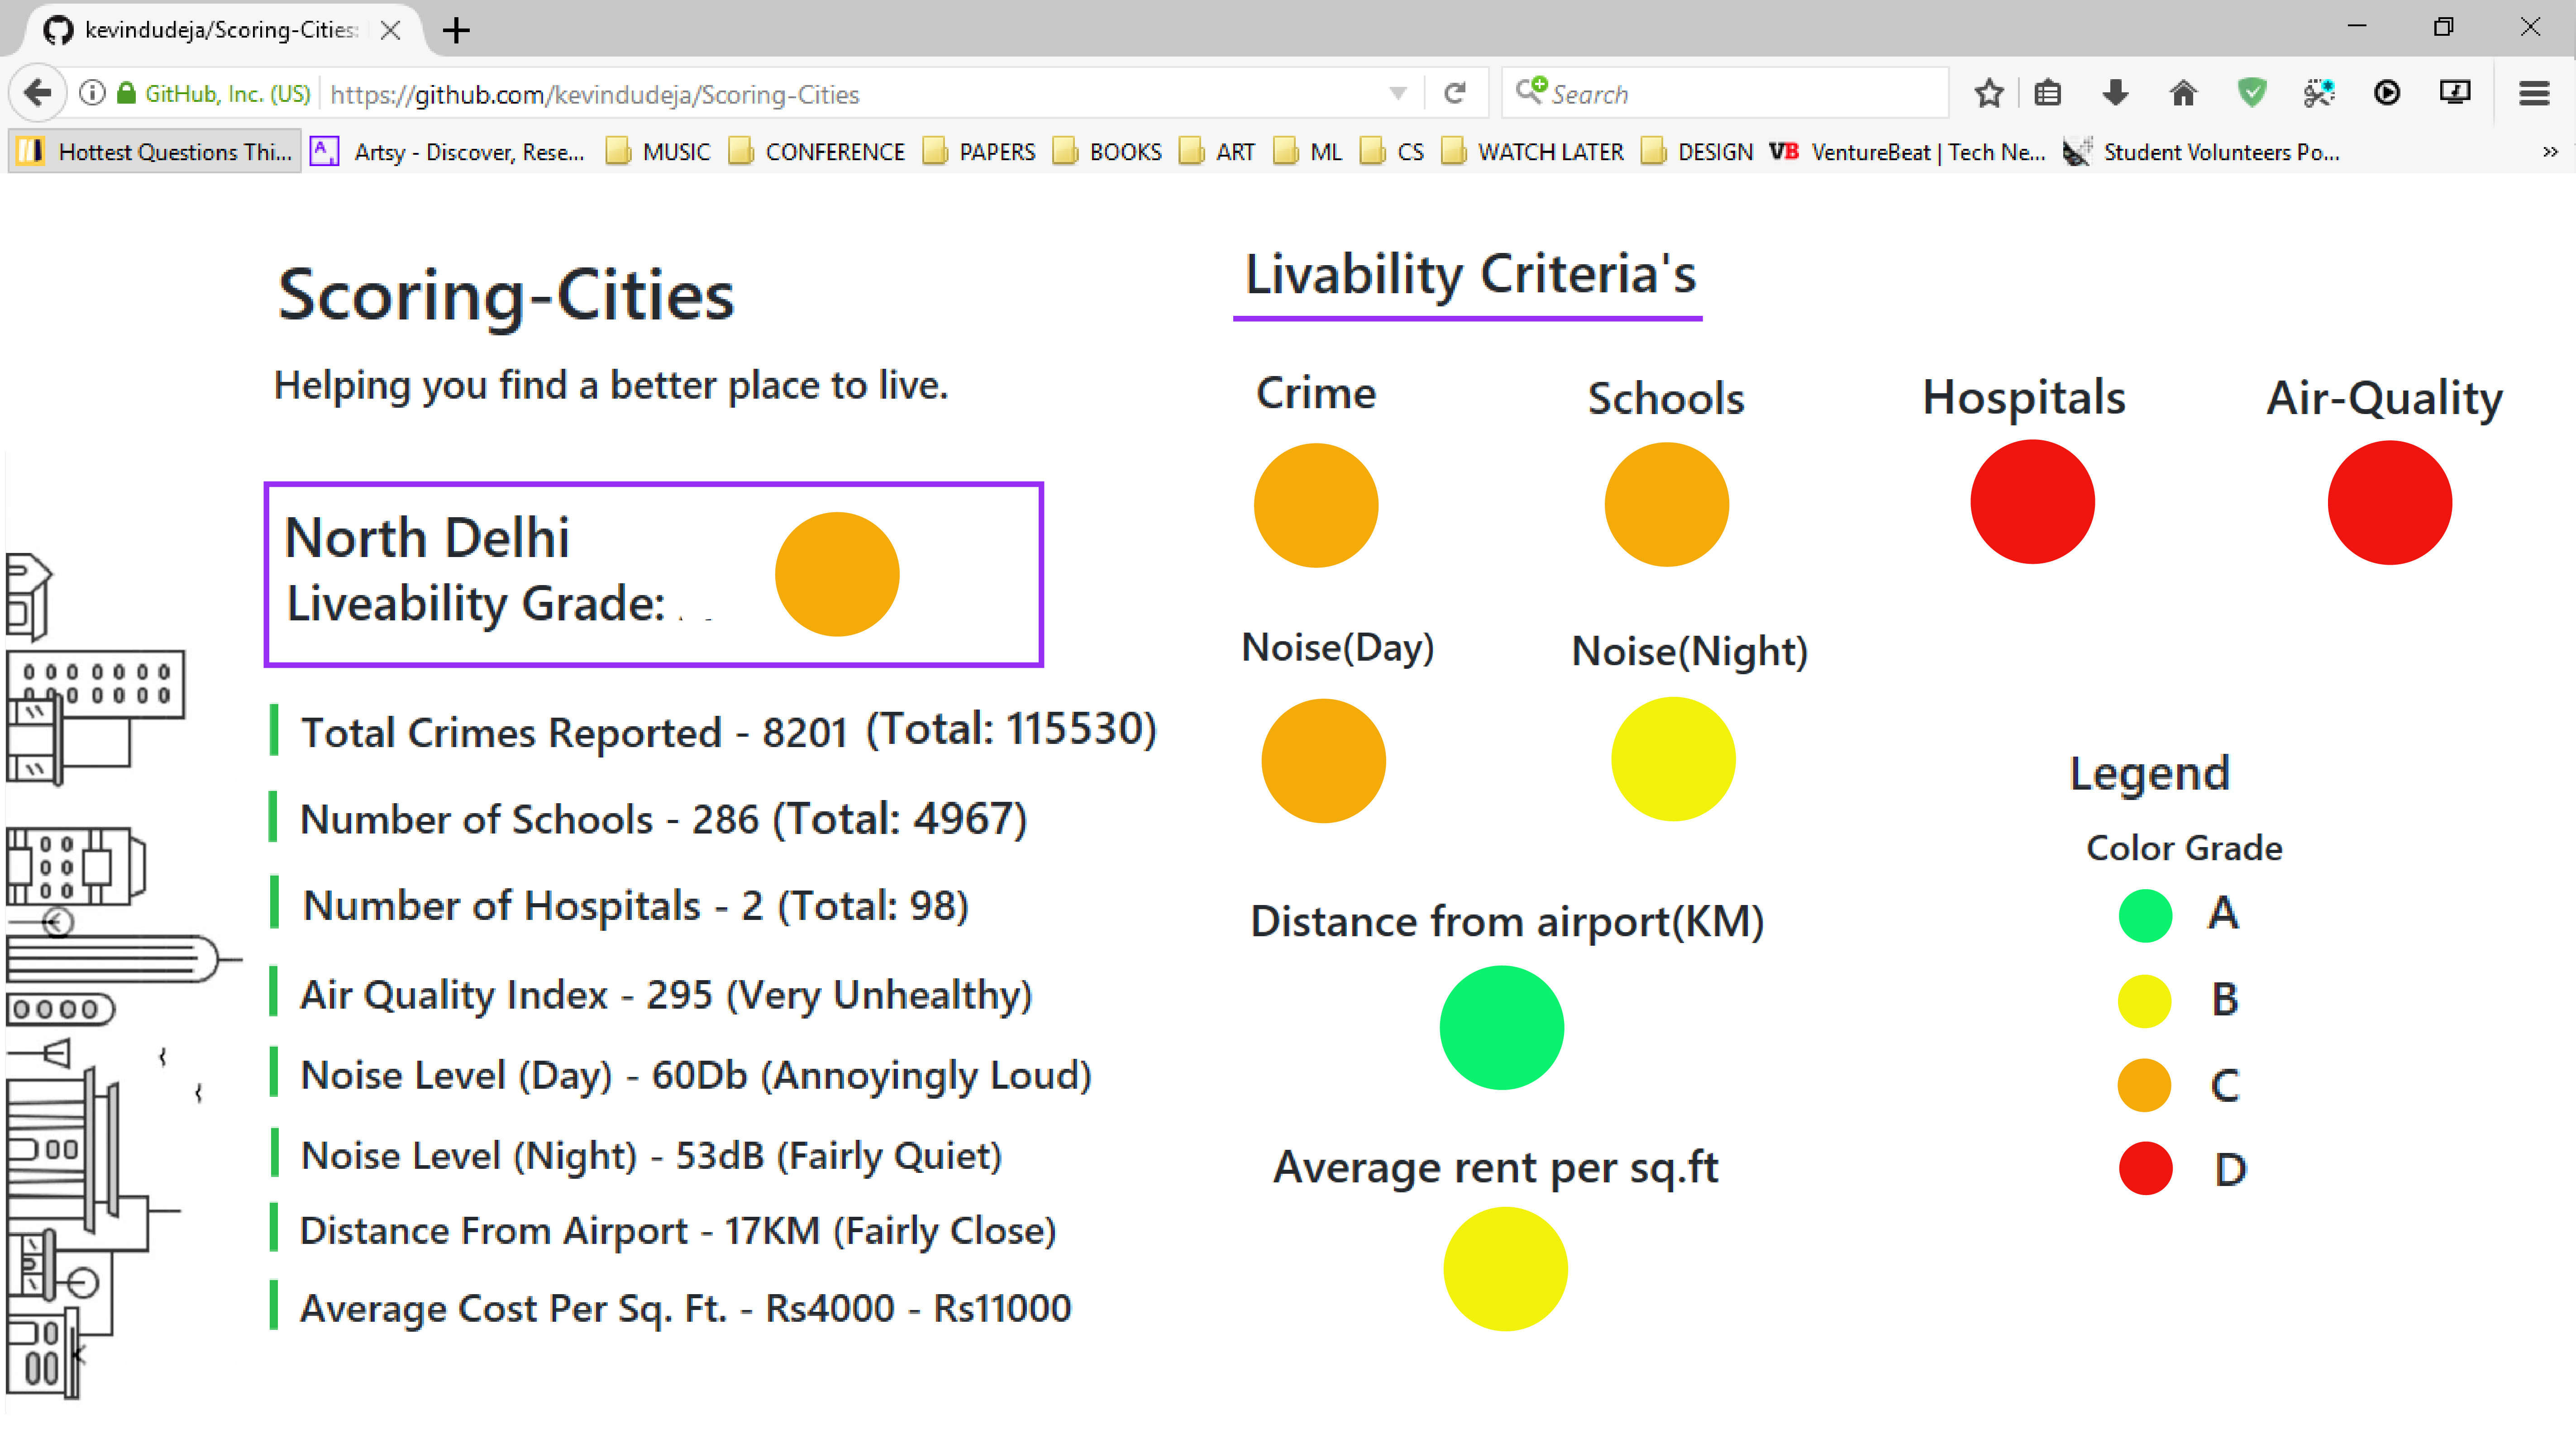 kevindudeja/Scoring-Cities:
GitHub, Inc. (US) https://github.com/kevindudeja/Scoring-Cities Search
Hottest Questions Thi... Artsy - Discover, Rese... MUSIC CONFERENCE PAPERS BOOKS ART ML CS WATCH LATER DESIGN VB VentureBeat | Tech Ne... Student Volunteers Po... »
Scoring-Cities
Helping you find a better place to live.
North Delhi
Liveability Grade:
Total Crimes Reported - 8201 (Total: 115530)
Number of Schools - 286 (Total: 4967)
Number of Hospitals - 2 (Total: 98)
Air Quality Index - 295 (Very Unhealthy)
Noise Level (Day) - 60Db (Annoyingly Loud)
Noise Level (Night) - 53dB (Fairly Quiet)
Distance From Airport - 17KM (Fairly Close)
Average Cost Per Sq. Ft. - Rs4000 - Rs11000
Livability Criteria's
Crime Schools Hospitals Air-Quality
Noise(Day) Noise(Night)
Distance from airport(KM)
Average rent per sq.ft
Legend
Color Grade
A
B
C
D